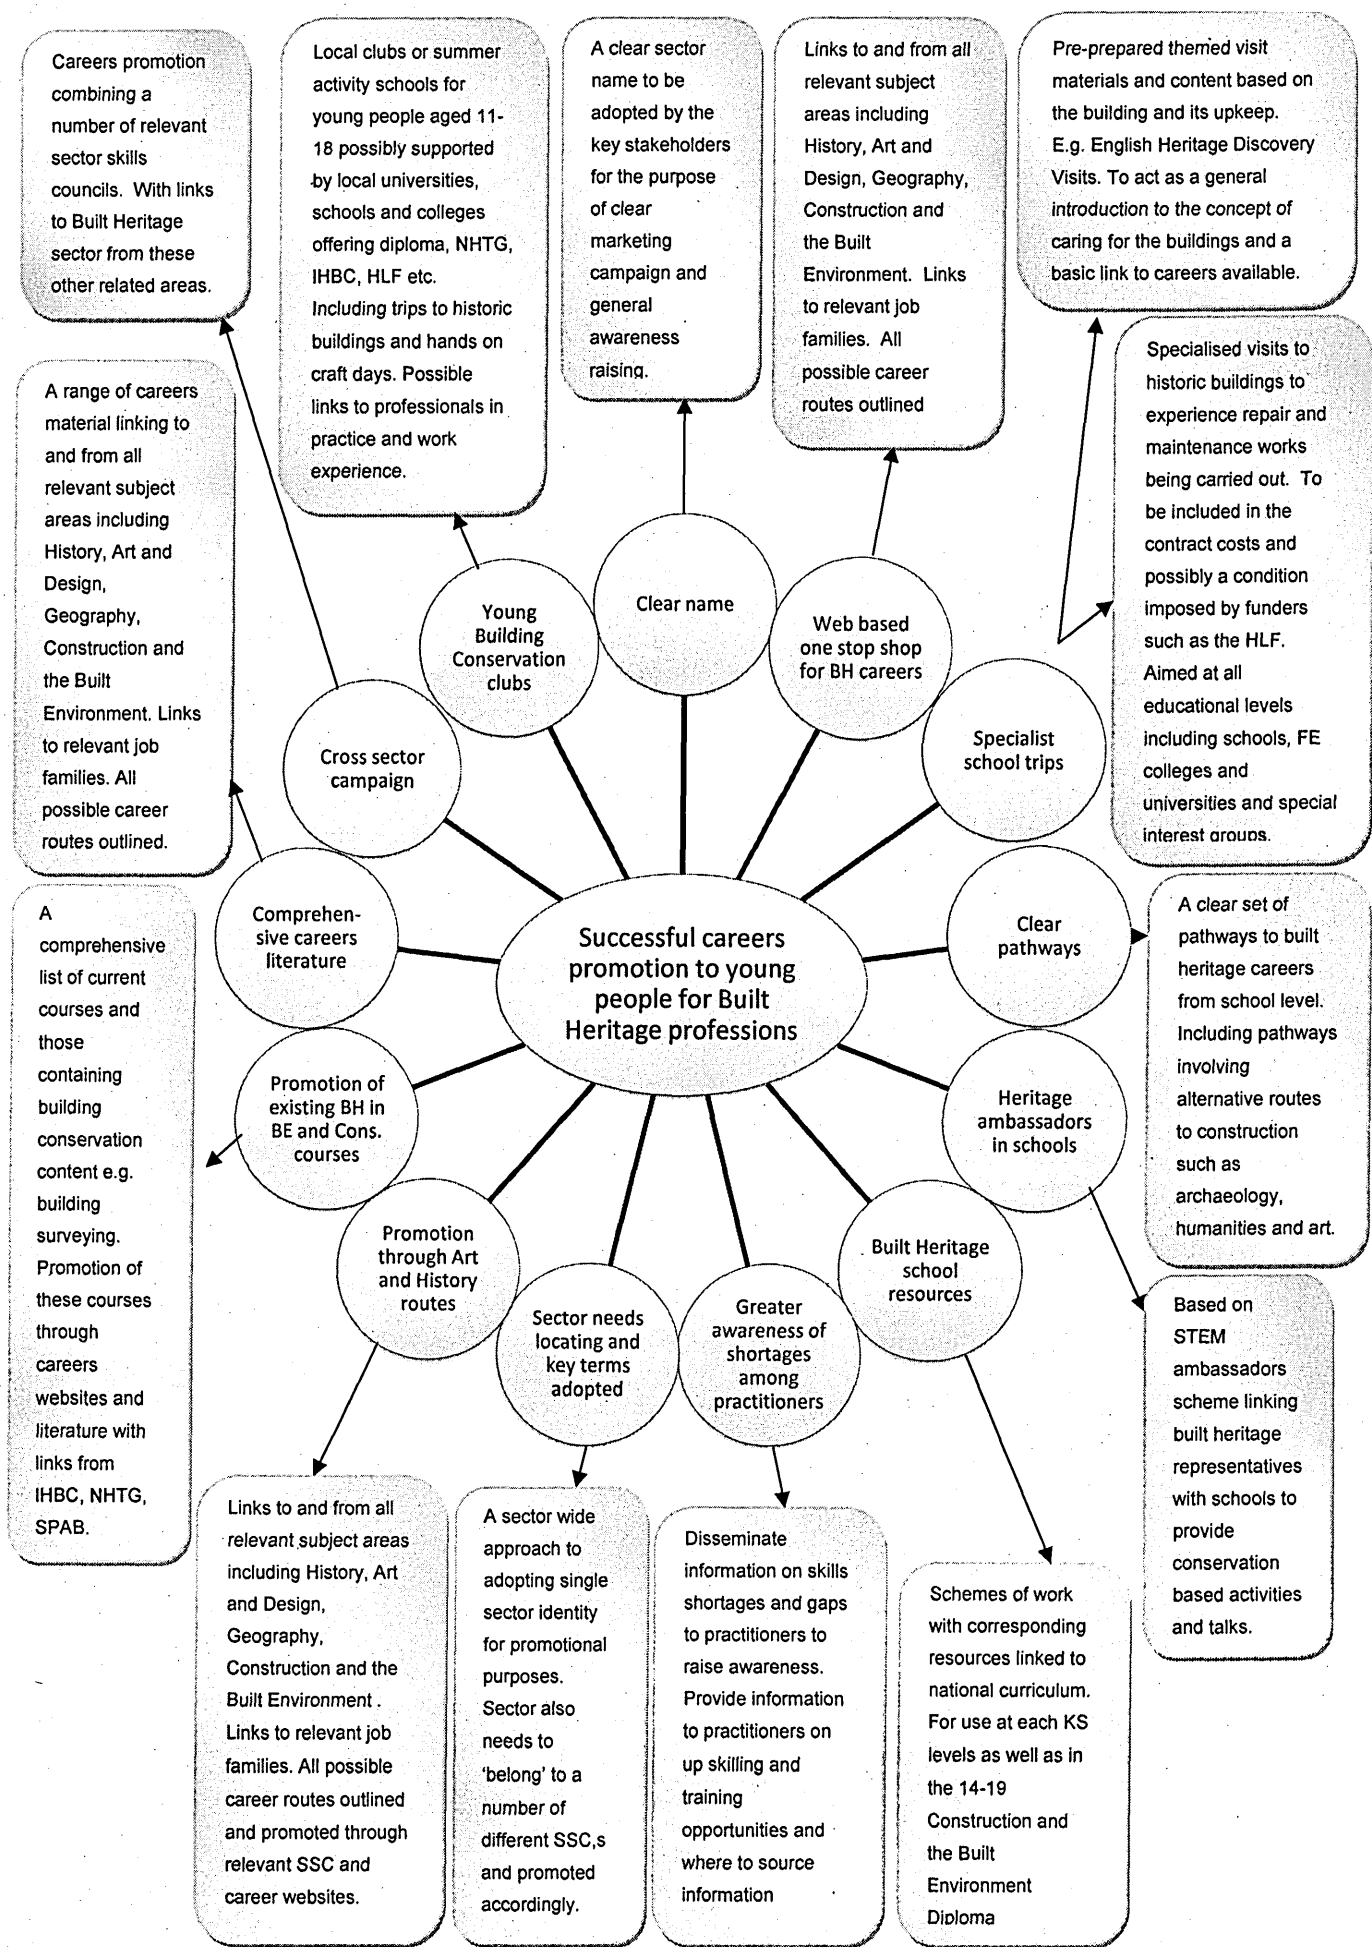 Careers promotion
combining a
number of relevant
sector skills
councils. With links
to Built Heritage
sector from these
other related areas.
Local clubs or summer
activity schools for
young people aged 11-
18 possibly supported
by local universities,
schools and colleges
offering diploma, NHTG,
IHBC, HLF etc.
Including trips to historic
buildings and hands on
craft days. Possible
links to professionals in
practice and work
experience.
A clear sector
name to be
adopted by the
key stakeholders
for the purpose
of clear
marketing
campaign and
general
awareness
raising.
Links to and from all
relevant subject
areas including
History, Art and
Design, Geography,
Construction and
the Built
Environment. Links
to relevant job
families. All
possible career
routes outlined
Pre-prepared themed visit
materials and content based on
the building and its upkeep.
E.g. English Heritage Discovery
Visits. To act as a general
introduction to the concept of
caring for the buildings and a
basic link to careers available.
Specialised visits to
historic buildings to
experience repair and
maintenance works
being carried out. To
be included in the
contract costs and
possibly a condition
imposed by funders
such as the HLF.
Aimed at all
educational levels
including schools, FE
colleges and
universities and special
interest groups.
A range of careers
material linking to
and from all
relevant subject
areas including
History, Art and
Design,
Geography,
Construction and
the Built
Environment. Links
to relevant job
families. All
possible career
routes outlined.
Clear name
Young
Building
Conservation
clubs
Web based
one stop shop
for BH careers
Cross sector
campaign
Specialist
school trips
Comprehen-
sive careers
literature
Clear
pathways
Successful careers
promotion to young
people for Built
Heritage professions
Promotion of
existing BH in
BE and Cons.
courses
Heritage
ambassadors
in schools
Promotion
through Art
and History
routes
Built Heritage
school
resources
Sector needs
locating and
key terms
adopted
Greater
awareness of
shortages
among
practitioners
A
comprehensive
list of current
courses and
those
containing
building
conservation
content e.g.
building
surveying.
Promotion of
these courses
through
careers
websites and
literature with
links from
IHBC, NHTG,
SPAB.
A clear set of
pathways to built
heritage careers
from school level.
Including pathways
involving
alternative routes
to construction
such as
archaeology,
humanities and art.
Based on
STEM
ambassadors
scheme linking
built heritage
representatives
with schools to
provide
conservation
based activities
and talks.
Links to and from all
relevant subject areas
including History, Art
and Design,
Geography,
Construction and the
Built Environment .
Links to relevant job
families. All possible
career routes outlined
and promoted through
relevant SSC and
career websites.
A sector wide
approach to
adopting single
sector identity
for promotional
purposes.
Sector also
needs to
‘belong’ to a
number of
different SSC,s
and promoted
accordingly.
Disseminate
information on skills
shortages and gaps
to practitioners to
raise awareness.
Provide information
to practitioners on
up skilling and
training
opportunities and
where to source
information
Schemes of work
with corresponding
resources linked to
national curriculum.
For use at each KS
levels as well as in
the 14-19
Construction and
the Built
Environment
Diploma